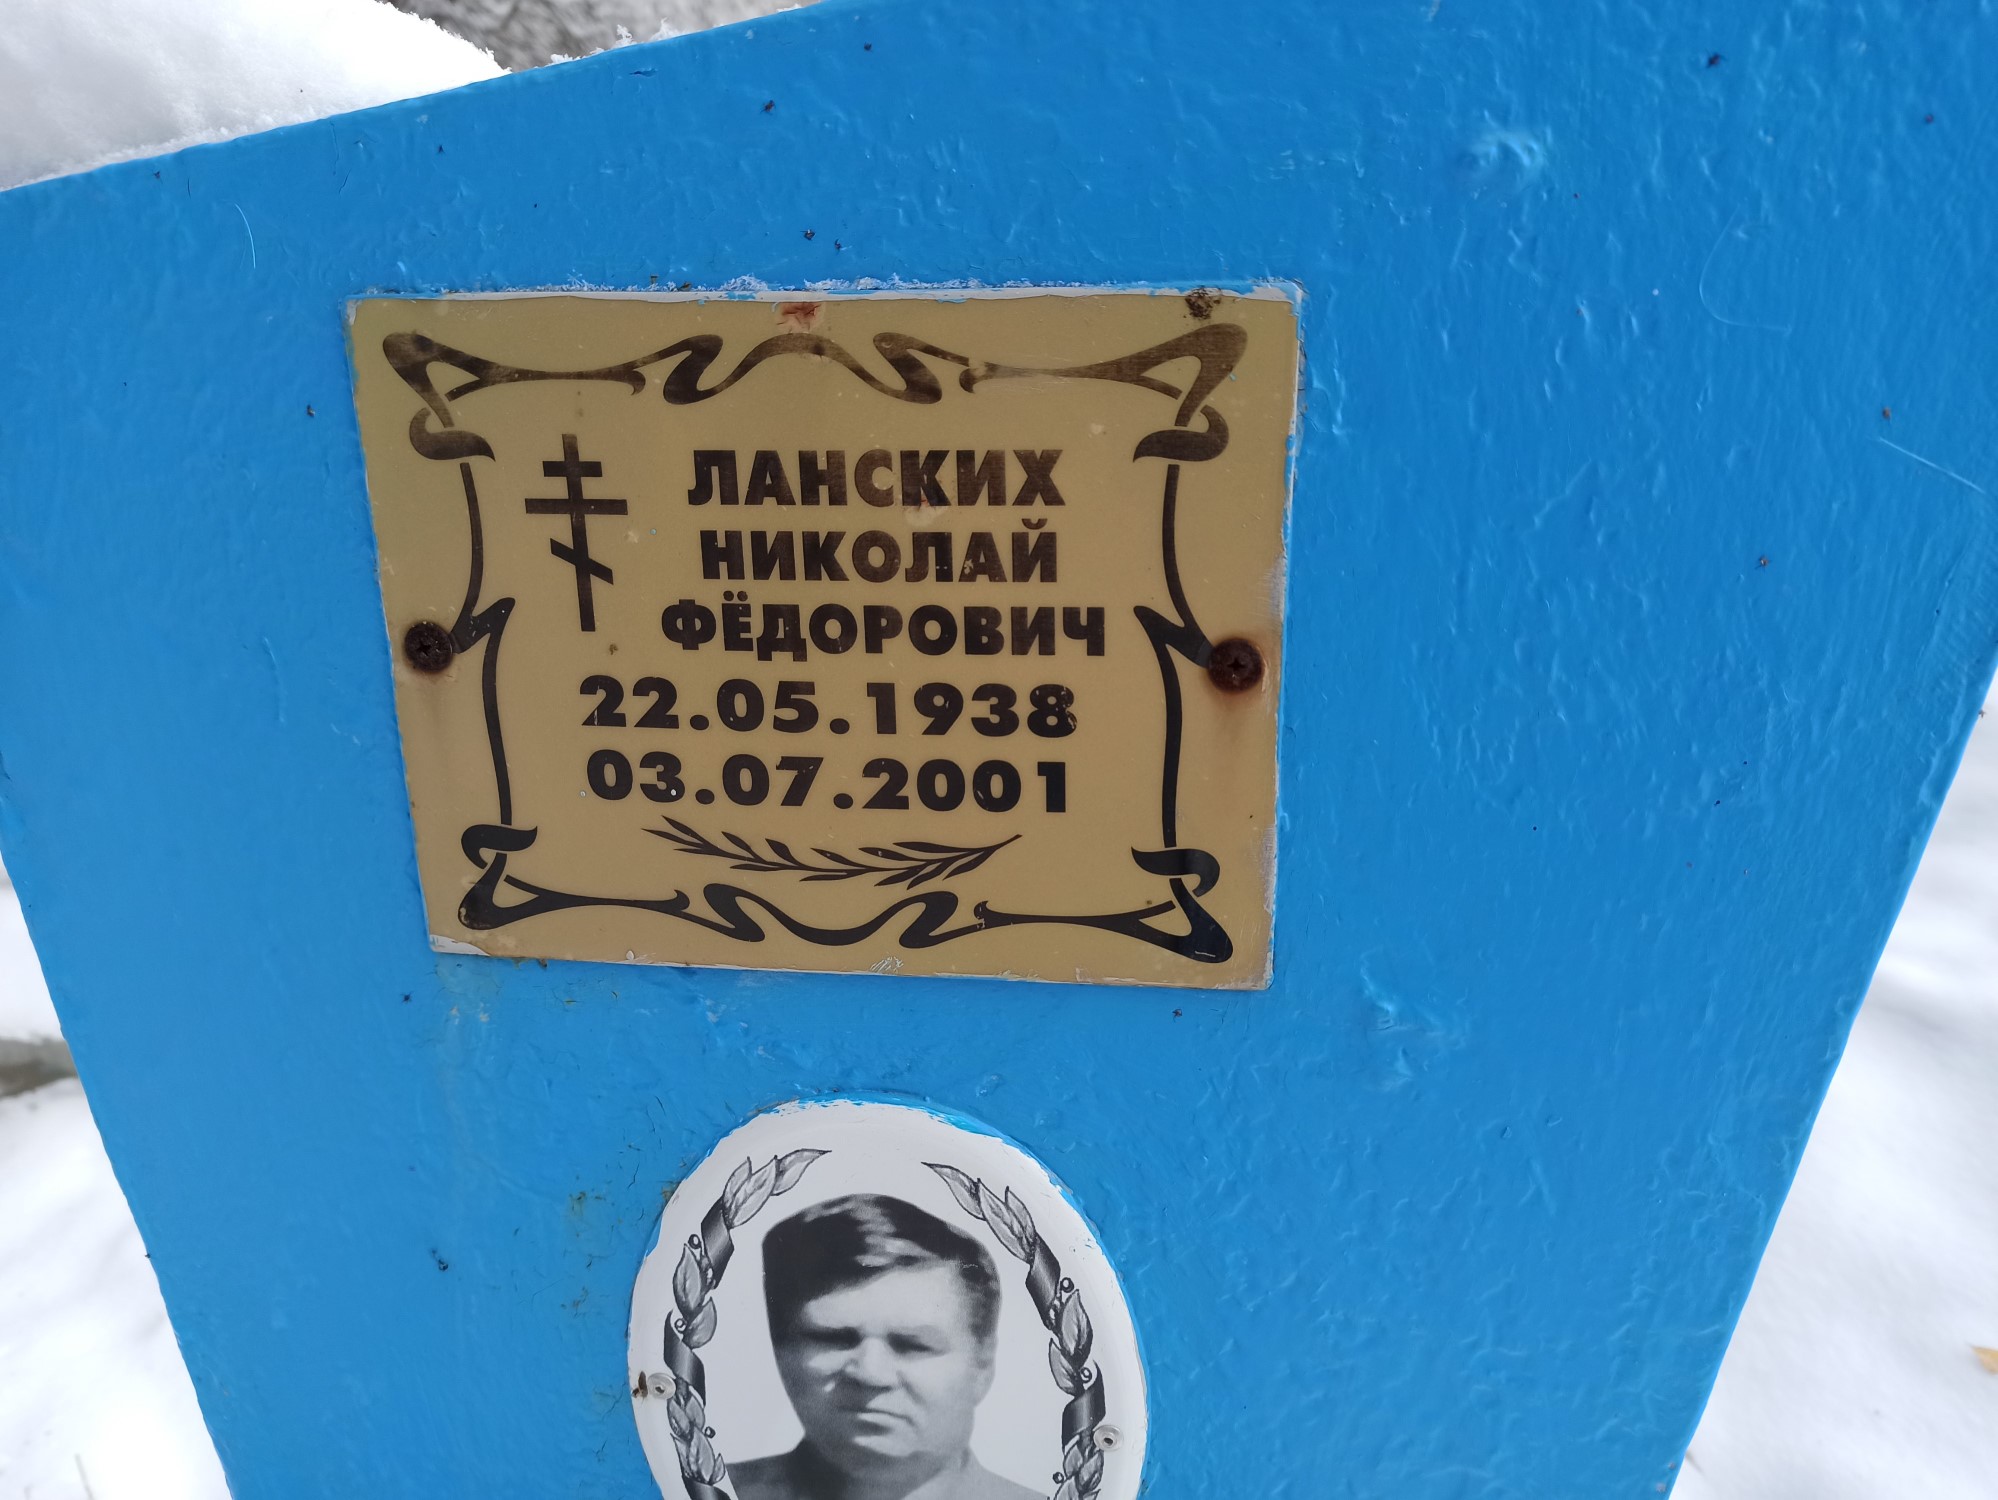 ЛАНСКИХ
НИКОЛАЙ
ФЁДОРОВИЧ
22.05.1938
03.07.2001